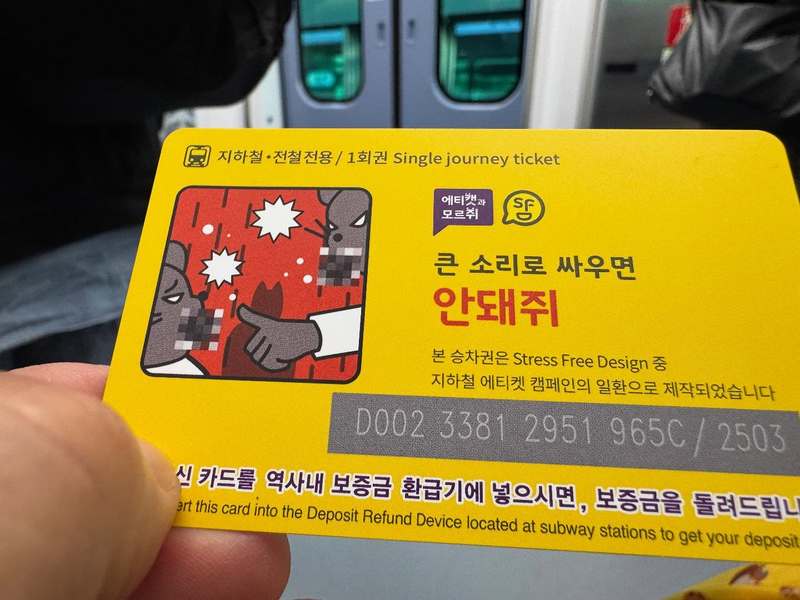 지하철·전철전용 / 1회권 Single journey ticket
에티캣과
모르쥐
SF
D
큰 소리로 싸우면
안돼쥐
본 승차권은 Stress Free Design 중
지하철 에티켓 캠페인의 일환으로 제작되었습니다
D002 3381 2951 965C / 2503
신 카드를 역사내 보증금 환급기에 넣으시면, 보증금을 돌려드립니
ert this card into the Deposit Refund Device located at subway stations to get your deposit